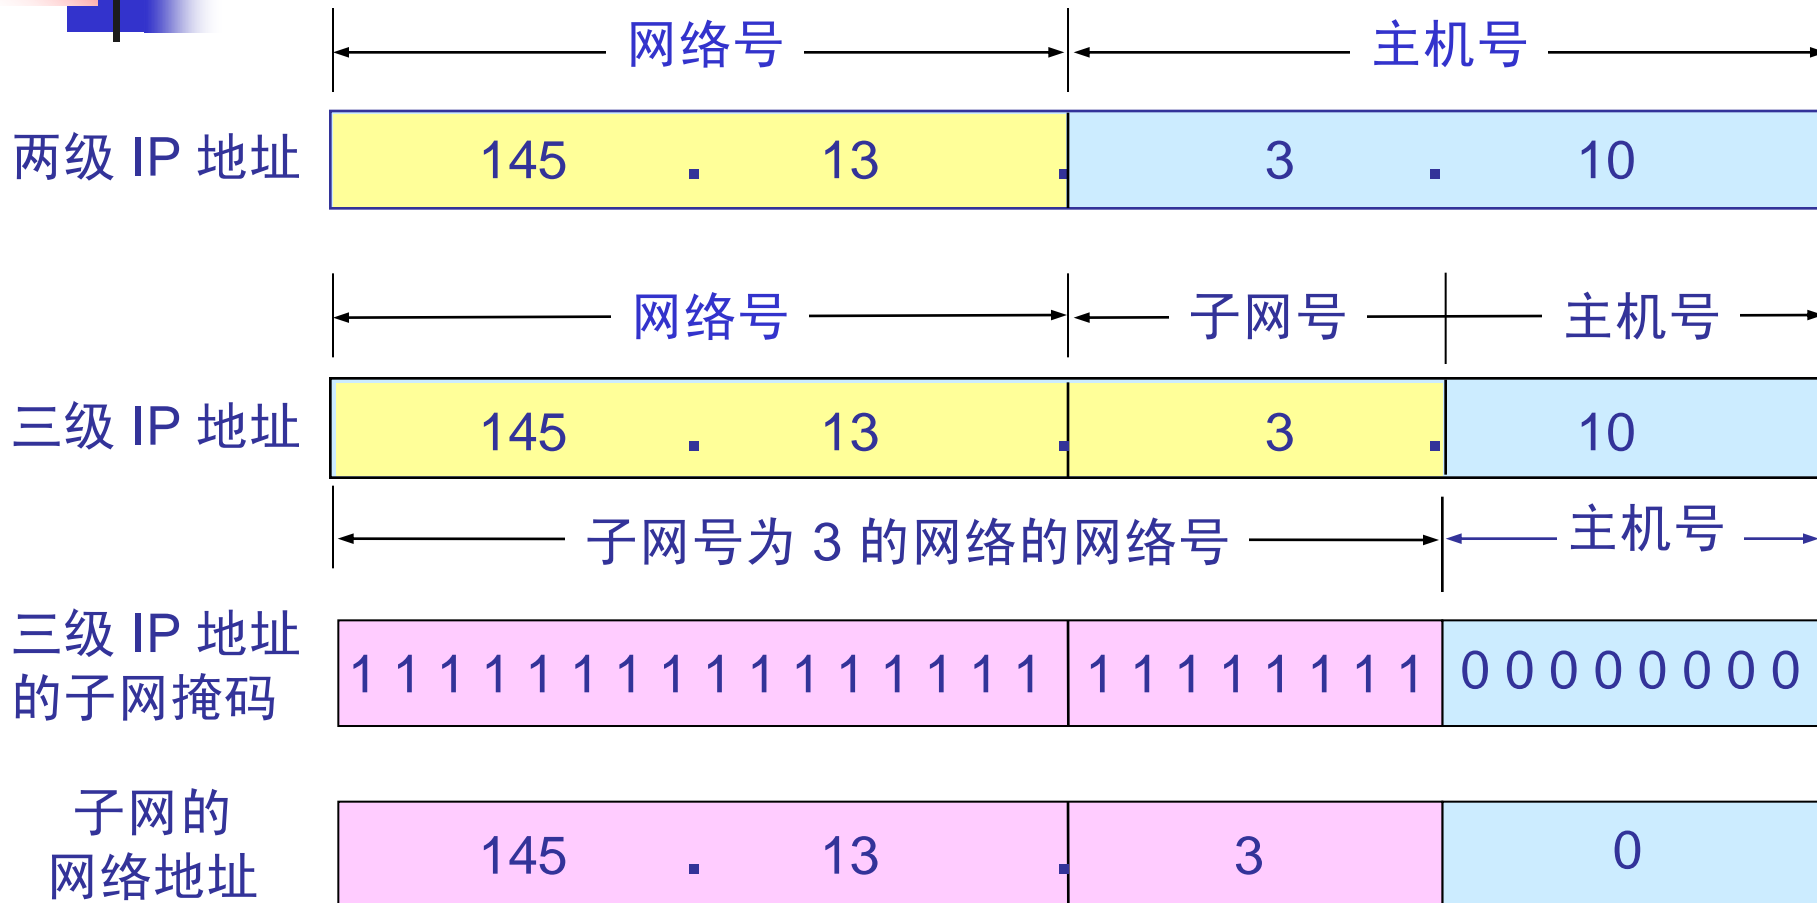 网络号 主机号
两级 IP 地址 145 . 13 . 3 . 10
网络号 子网号 主机号
三级 IP 地址 145 . 13 . 3 . 10
子网号为 3 的网络的网络号 主机号
三级 IP 地址
的子网掩码
1 1 1 1 1 1 1 1 1 1 1 1 1 1 1 1 1 1 1 1 1 1 1 1 0 0 0 0 0 0 0 0
子网的
网络地址
145 . 13 . 3 0